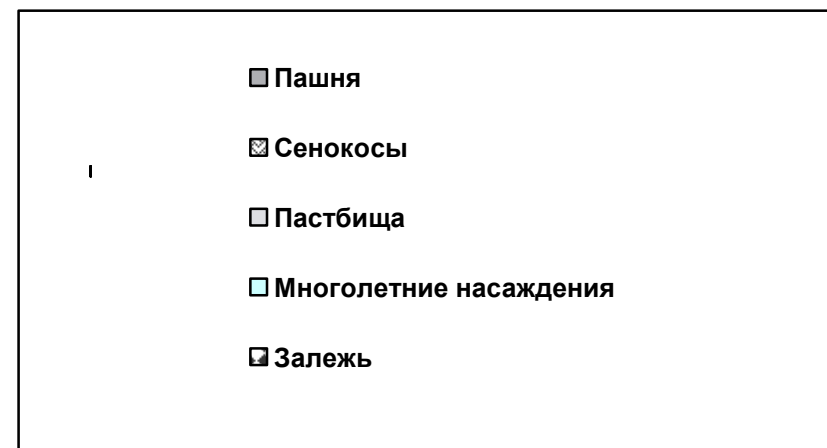 Пашня
Сенокосы
Пастбища
Многолетние насаждения
Залежь